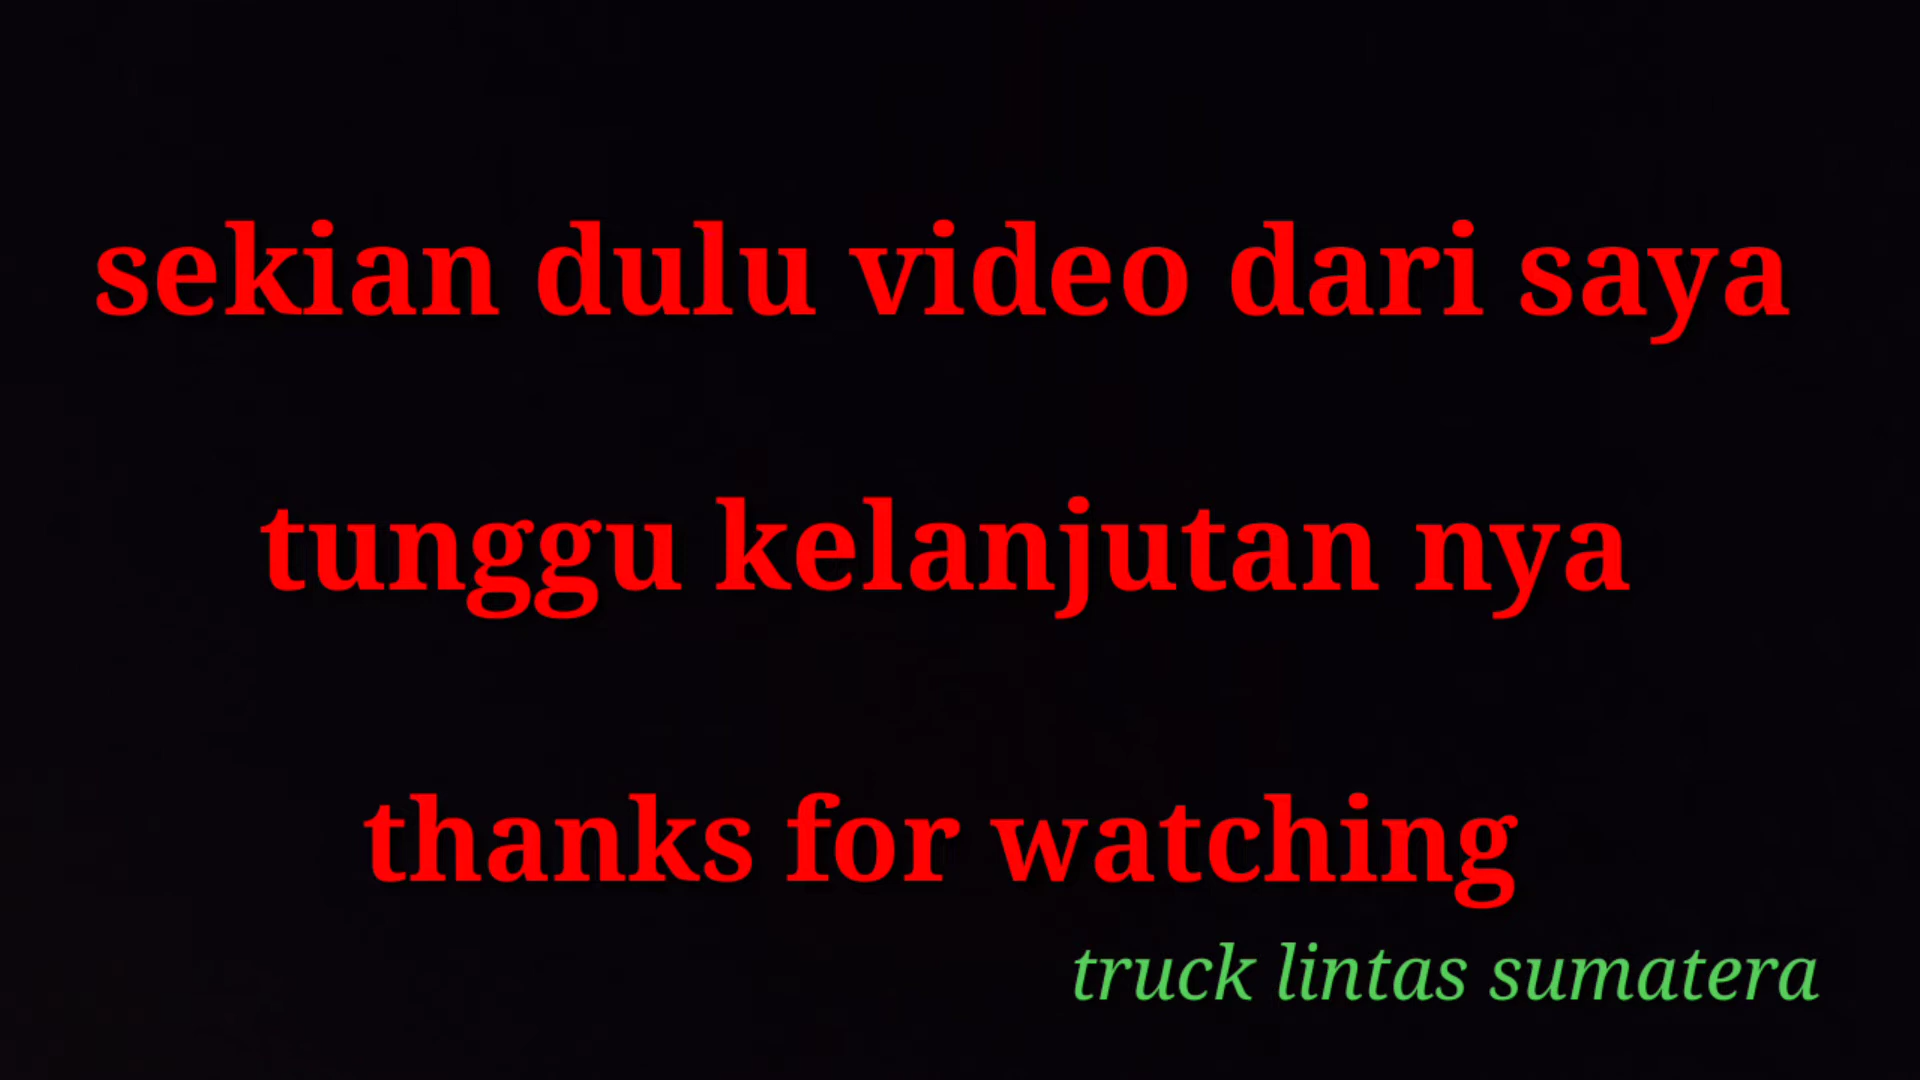 sekian dulu video dari saya
tunggu kelanjutan nya
thanks for watching
truck lintas sumatera